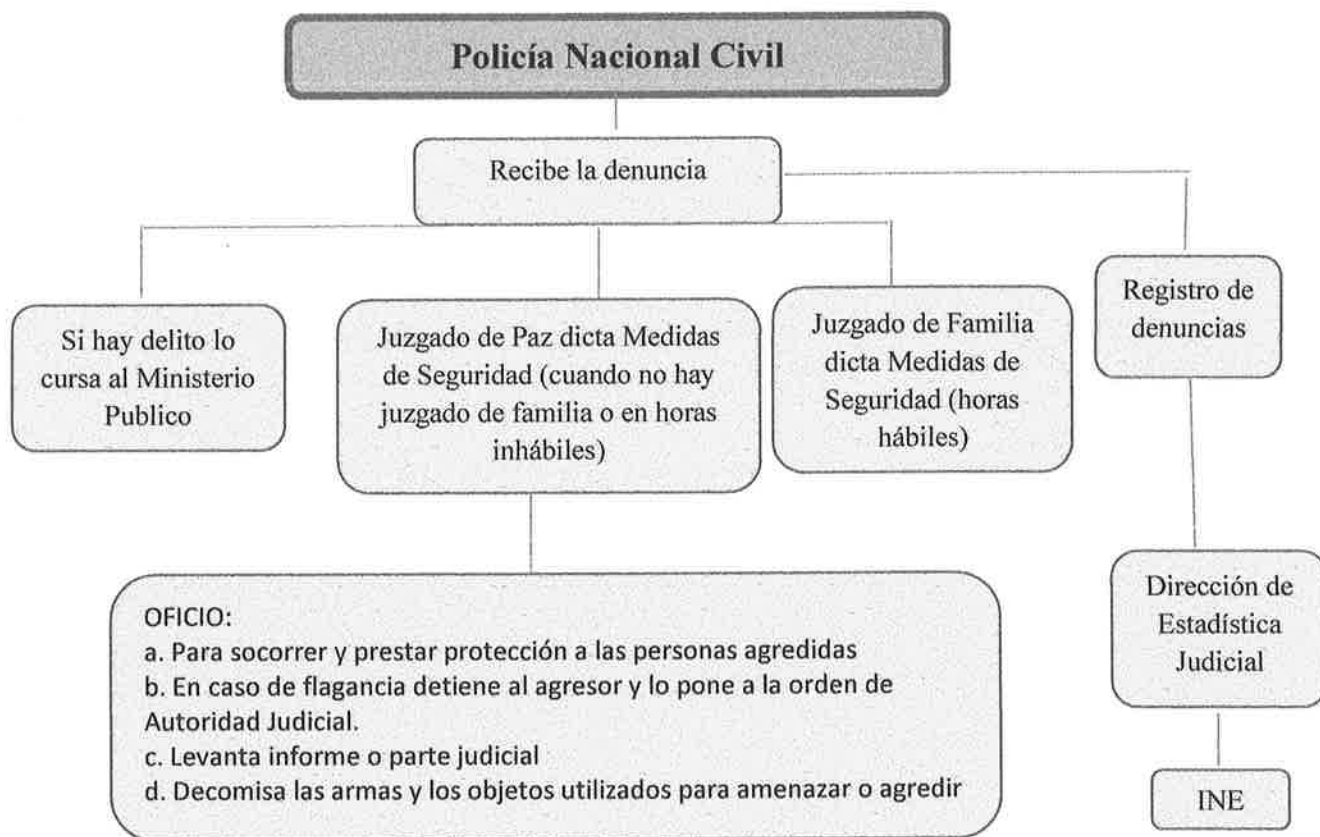 Policía Nacional Civil
Recibe la denuncia
Si hay delito lo
cursa al Ministerio
Publico
Juzgado de Paz dicta Medidas
de Seguridad (cuando no hay
juzgado de familia o en horas
inhábiles)
Juzgado de Familia
dicta Medidas de
Seguridad (horas
hábiles)
Registro de
denuncias
OFICIO:
a. Para socorrer y prestar protección a las personas agredidas
b. En caso de flagancia detiene al agresor y lo pone a la orden de
Autoridad Judicial.
c. Levanta informe o parte judicial
d. Decomisa las armas y los objetos utilizados para amenazar o agredir
Dirección de
Estadística
Judicial
INE